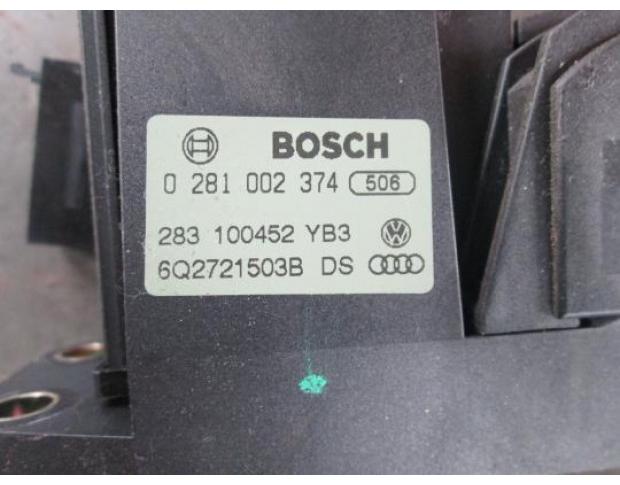 BOSCH
0 281 002 374 506
283 100452 YB3
6Q2721503B DS